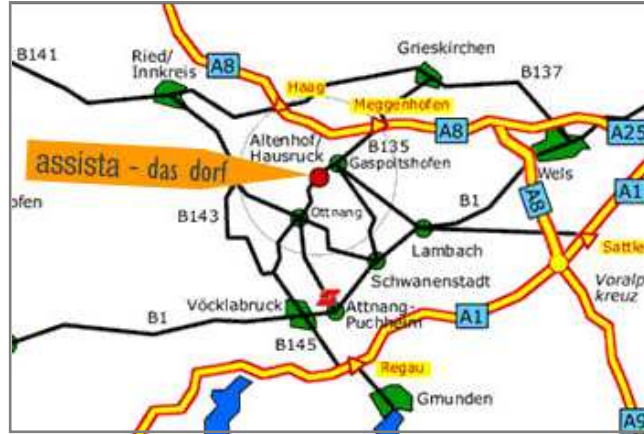 B141
Ried/
Innkreis
A8
Grieskirchen
B137
Haag
Meggenhofen
A8
A25
Altenhof/
Hausruck
B135
Gaspoltshofen
assista - das dorf
Wels
A1
A8
B1
B143
Ottnang
ofen
Lambach
Sattle
Schwanenstadt
Voralp
kreuz
Vöcklabruck
Attnang-
Puchheim
B1
A1
B145
Regau
Gmunden
A9